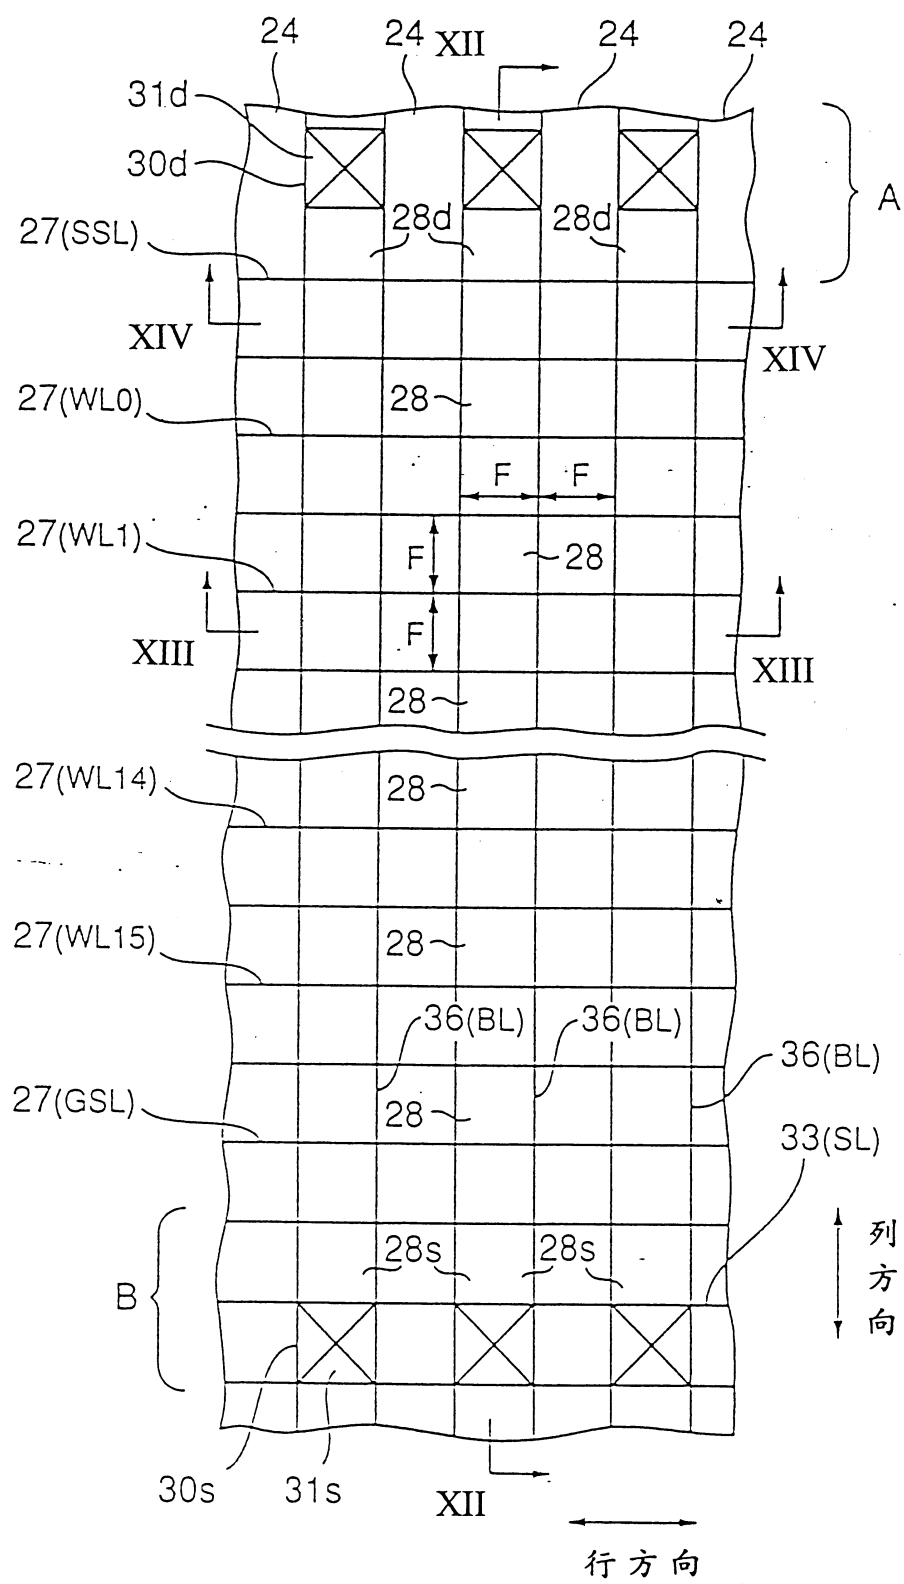 24
24
XII
24
24
31d
30d
A
28d
28d
27(SSL)
XIV
XIV
27(WL0)
28
F
F
27(WL1)
F
28
XIII
F
XIII
28
27(WL14)
28
27(WL15)
28
36(BL)
36(BL)
36(BL)
27(GSL)
28
33(SL)
列方向
B
28s
28s
30s
31s
XII
行方向